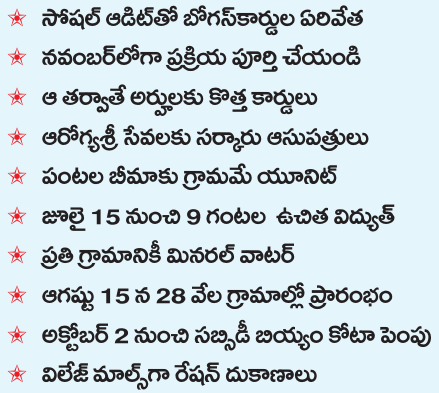 సోషల్ ఆడిట్‌తో బోగస్‌కార్డుల ఏరివేత
నవంబర్‌లోగా ప్రక్రియ పూర్తి చేయండి
ఆ తర్వాతే అర్హులకు కొత్త కార్డులు
ఆరోగ్యశ్రీ సేవలకు సర్కారు ఆసుపత్రులు
పంటల బీమాకు గ్రామమే యూనిట్
జూలై 15 నుంచి 9 గంటల ఉచిత విద్యుత్
ప్రతి గ్రామానికీ మినరల్ వాటర్
ఆగష్టు 15 న 28 వేల గ్రామాల్లో ప్రారంభం
అక్టోబర్ 2 నుంచి సబ్సిడీ బియ్యం కోటా పెంపు
విలేజ్ మాల్స్‌గా రేషన్ దుకాణాలు